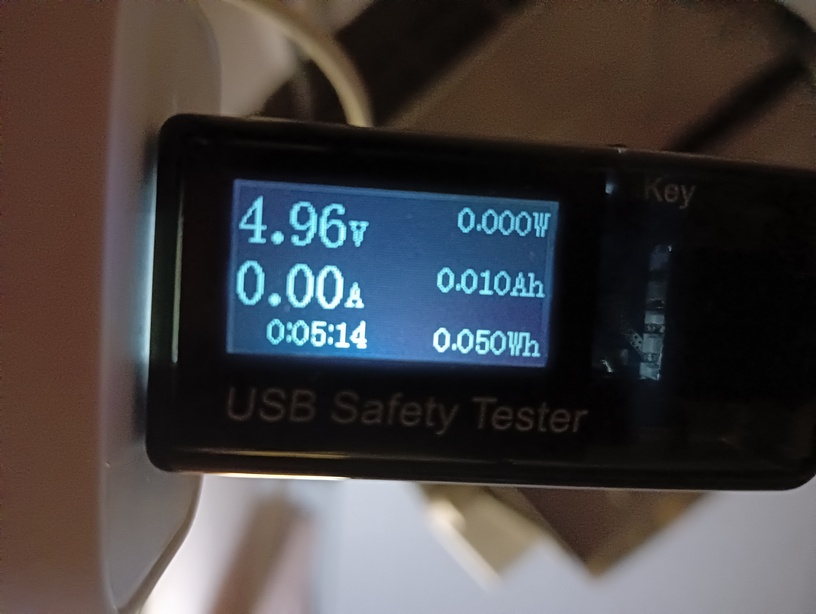 Key
4.96V 0.000W
0.00A 0.010Ah
0:05:14 0.050Wh
USB Safety Tester